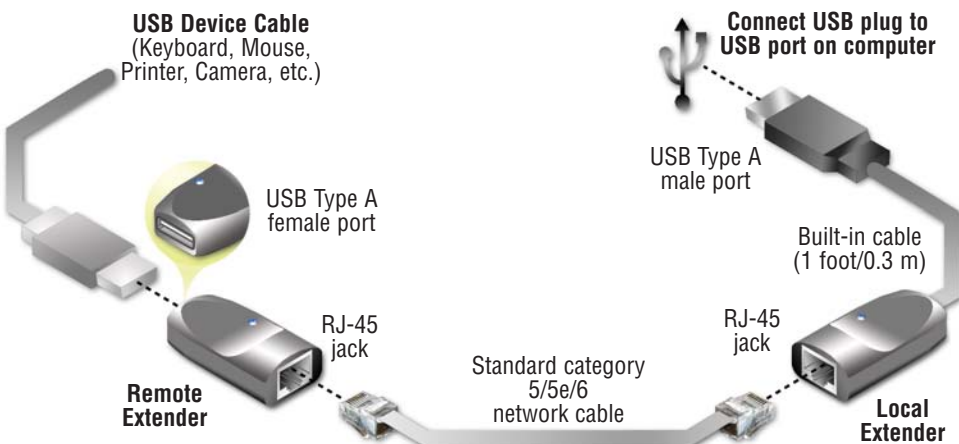 USB Device Cable
(Keyboard, Mouse,
Printer, Camera, etc.)
Connect USB plug to
USB port on computer
USB Type A
male port
USB Type A
female port
Built-in cable
(1 foot/0.3 m)
RJ-45
jack
RJ-45
jack
Standard category
5/5e/6
network cable
Remote
Extender
Local
Extender